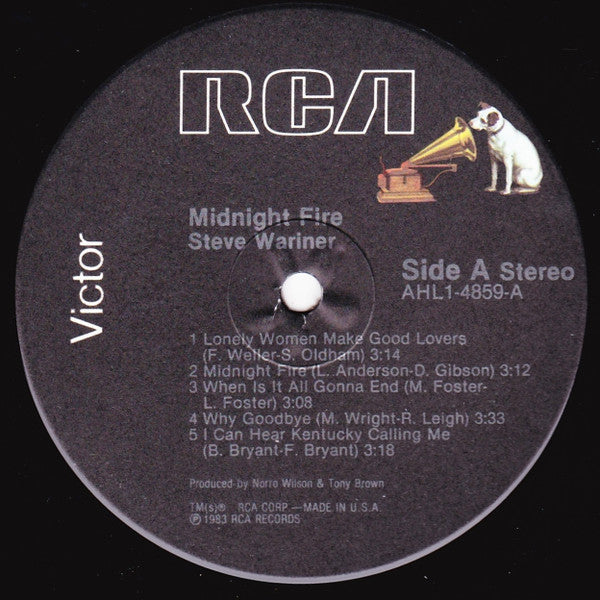 RCA
Victor
Midnight Fire
Steve Wariner
Side A Stereo
AHL1-4859-A
1 Lonely Women Make Good Lovers
(F. Weller-S. Oldham) 3:14
2 Midnight Fire (L. Anderson-D. Gibson) 3:12
3 When Is It All Gonna End (M. Foster-
L. Foster) 3:08
4 Why Goodbye (M. Wright-R. Leigh) 3:33
5 I Can Hear Kentucky Calling Me
(B. Bryant-F. Bryant) 3:18
Produced by Norro Wilson & Tony Brown
TM(s)® RCA CORP — MADE IN U.S.A.
℗ 1983 RCA RECORDS